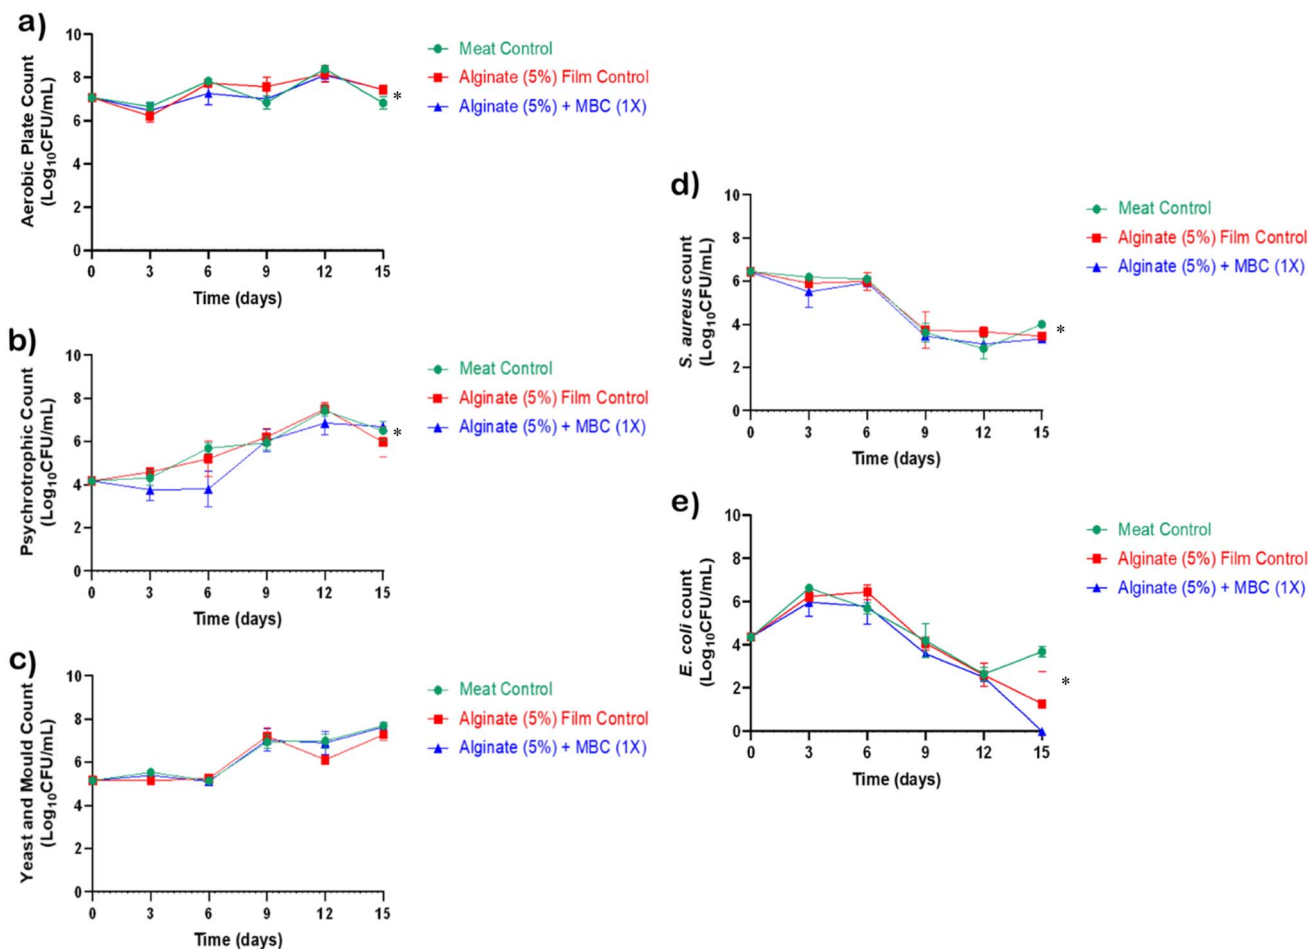 a)
10
8
6
4
2
0
Aerobic Plate Count
(Log₁₀CFU/mL)
0 3 6 9 12 15
Time (days)
*
Meat Control
Alginate (5%) Film Control
Alginate (5%) + MBC (1X)
b)
10
8
6
4
2
0
Psychrotrophic Count
(Log₁₀CFU/mL)
0 3 6 9 12 15
Time (days)
*
Meat Control
Alginate (5%) Film Control
Alginate (5%) + MBC (1X)
c)
10
8
6
4
2
0
Yeast and Mould Count
(Log₁₀CFU/mL)
0 3 6 9 12 15
Time (days)
Meat Control
Alginate (5%) Film Control
Alginate (5%) + MBC (1X)
d)
10
8
6
4
2
0
S. aureus count
(Log₁₀CFU/mL)
0 3 6 9 12 15
Time (days)
*
Meat Control
Alginate (5%) Film Control
Alginate (5%) + MBC (1X)
e)
10
8
6
4
2
0
E. coli count
(Log₁₀CFU/mL)
0 3 6 9 12 15
Time (days)
*
Meat Control
Alginate (5%) Film Control
Alginate (5%) + MBC (1X)